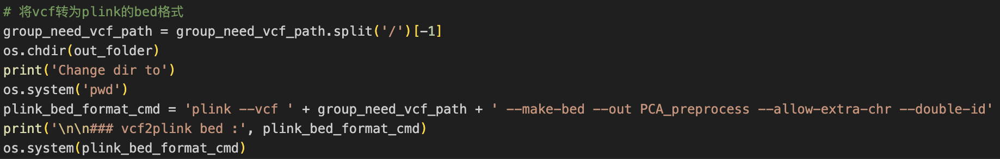 # 将vcf转为plink的bed格式
group_need_vcf_path = group_need_vcf_path.split('/')[-1]
os.chdir(out_folder)
print('Change dir to')
os.system('pwd')
plink_bed_format_cmd = 'plink --vcf ' + group_need_vcf_path + ' --make-bed --out PCA_preprocess --allow-extra-chr --double-id'
print('\n\n### vcf2plink bed :', plink_bed_format_cmd)
os.system(plink_bed_format_cmd)